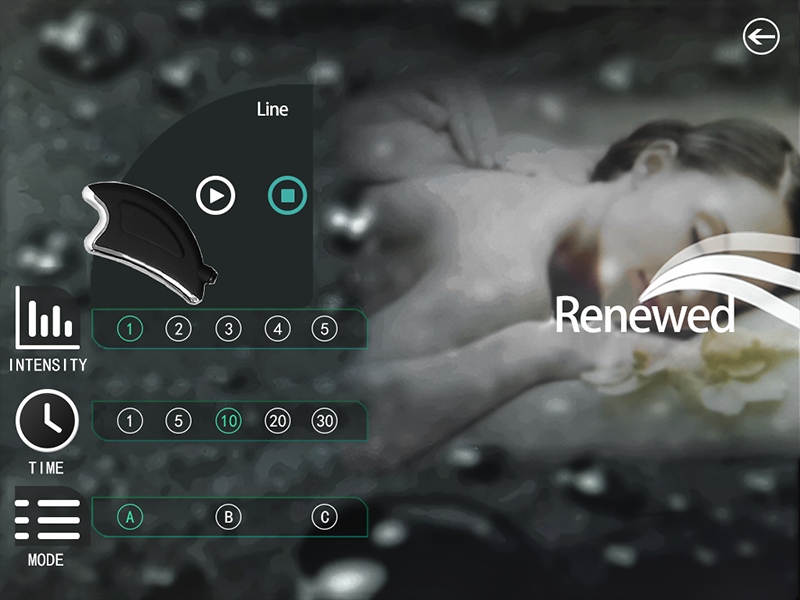 Line
Renewed
INTENSITY
1 2 3 4 5
TIME
1 5 10 20 30
MODE
A B C